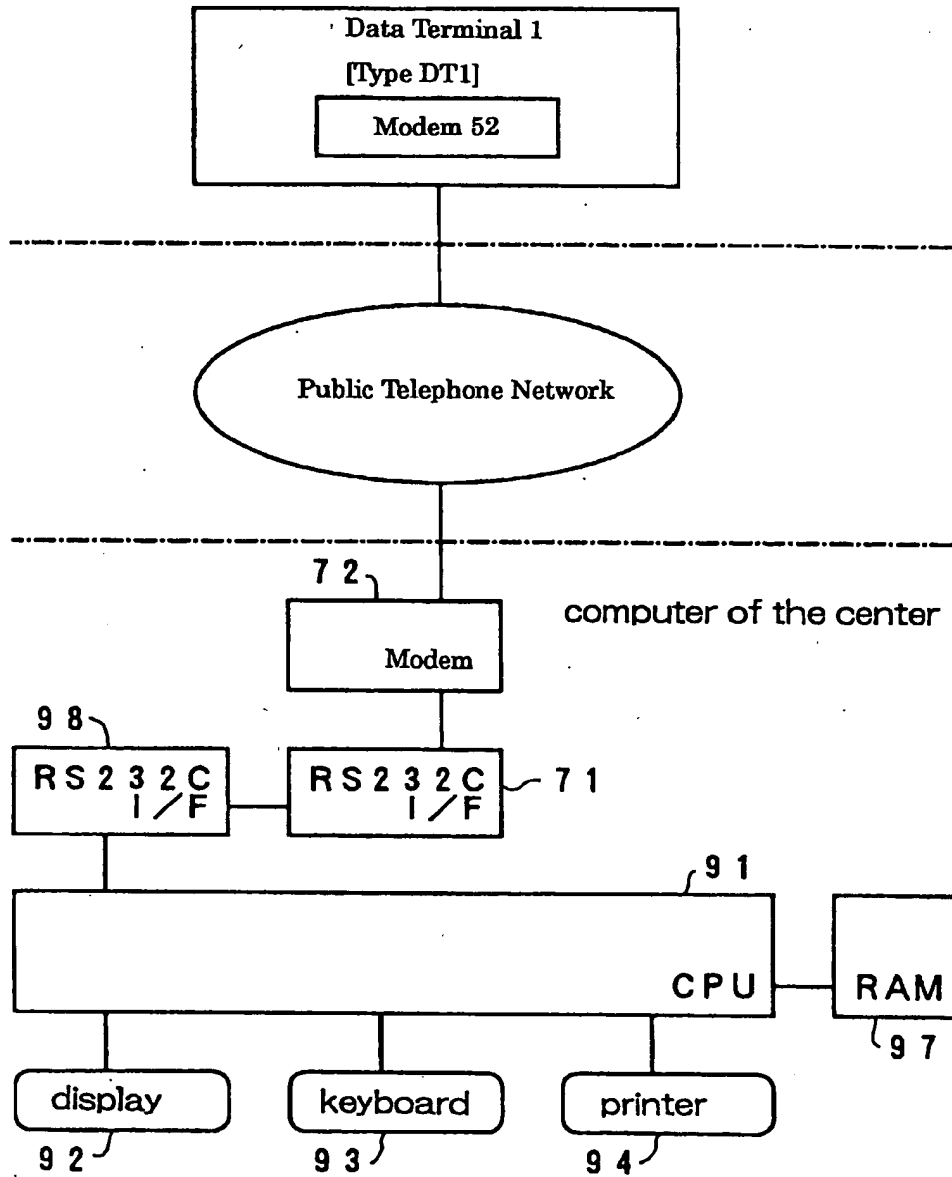 Data Terminal 1
[Type DT1]
Modem 52
Public Telephone Network
72
computer of the center
Modem
98
RS232C
I/F
RS232C
I/F
71
91
CPU
RAM
97
display
keyboard
printer
92
93
94